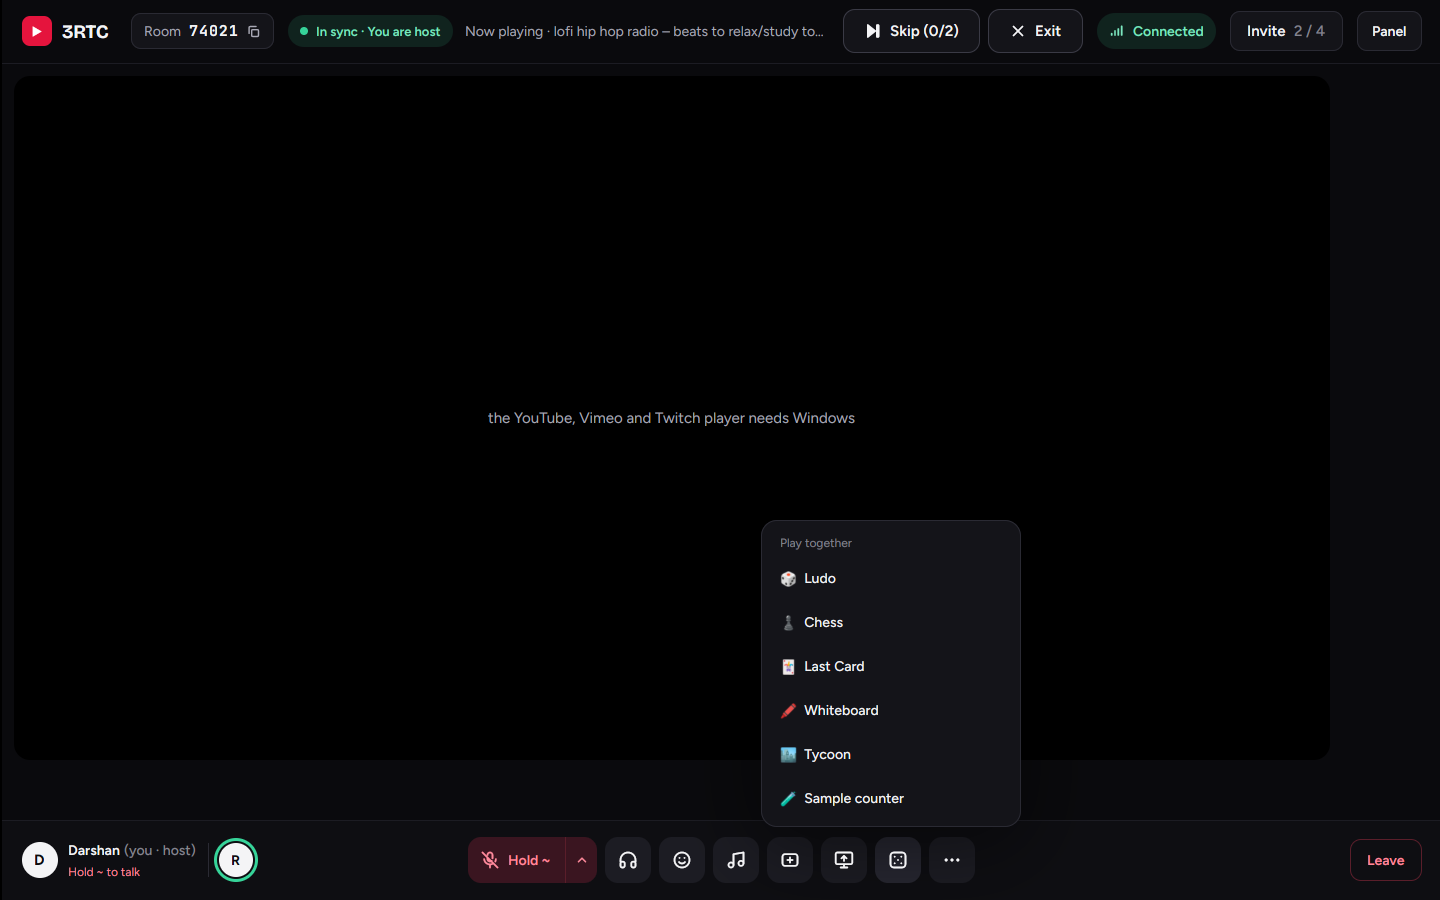 3RTC
Room 74021
In sync · You are host
Now playing · lofi hip hop radio – beats to relax/study to...
Skip (0/2)
Exit
Connected
Invite 2 / 4
Panel
the YouTube, Vimeo and Twitch player needs Windows
Play together
Ludo
Chess
Last Card
Whiteboard
Tycoon
Sample counter
D
Darshan (you · host)
Hold ~ to talk
R
Hold ~
Leave